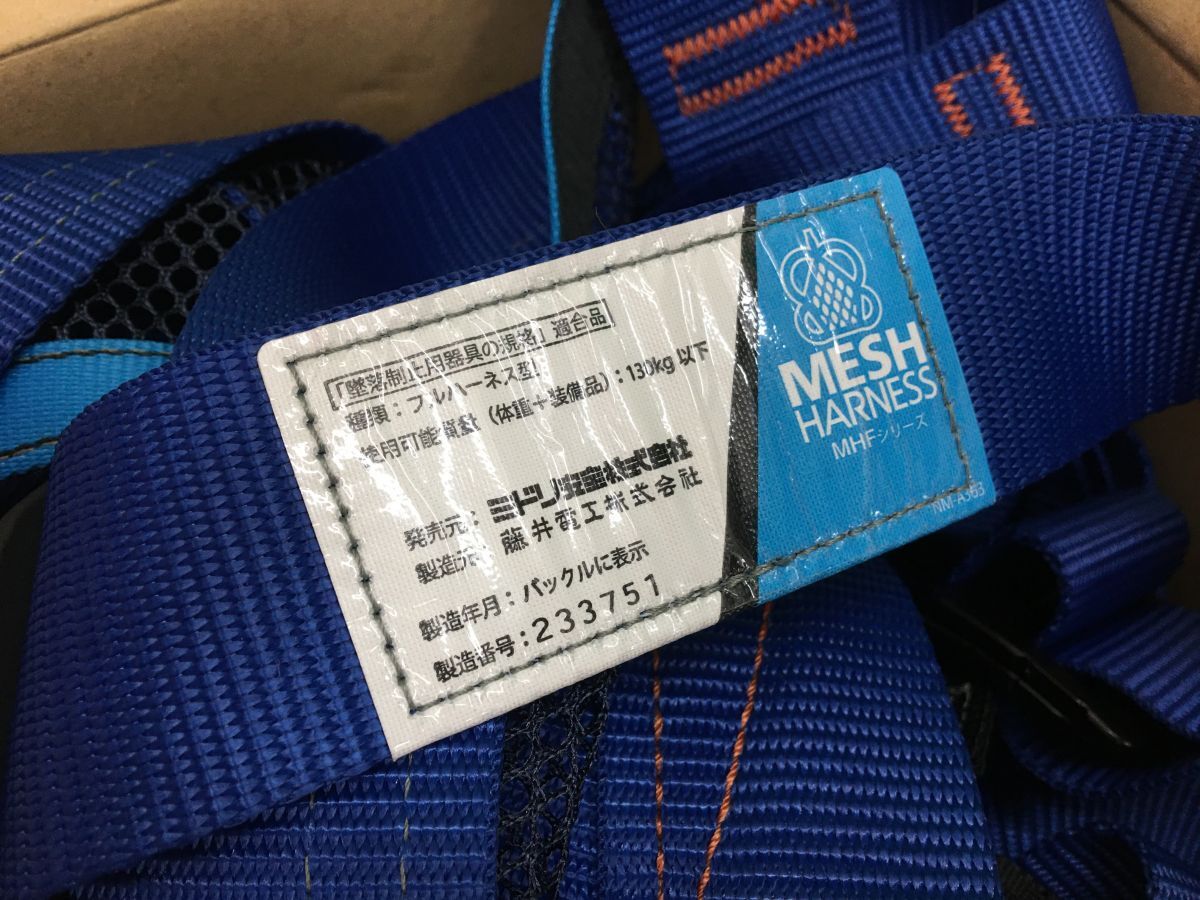 「墜落制止用器具の規格」適合品
種類：フルハーネス型
使用可能質量（体重＋装備品）：130kg 以下
発売元：ミドリ安全株式会社
製造元：藤井電工株式会社
製造年月：バックルに表示
製造番号：233751
MESH
HARNESS
MHFシリーズ
NM-A363